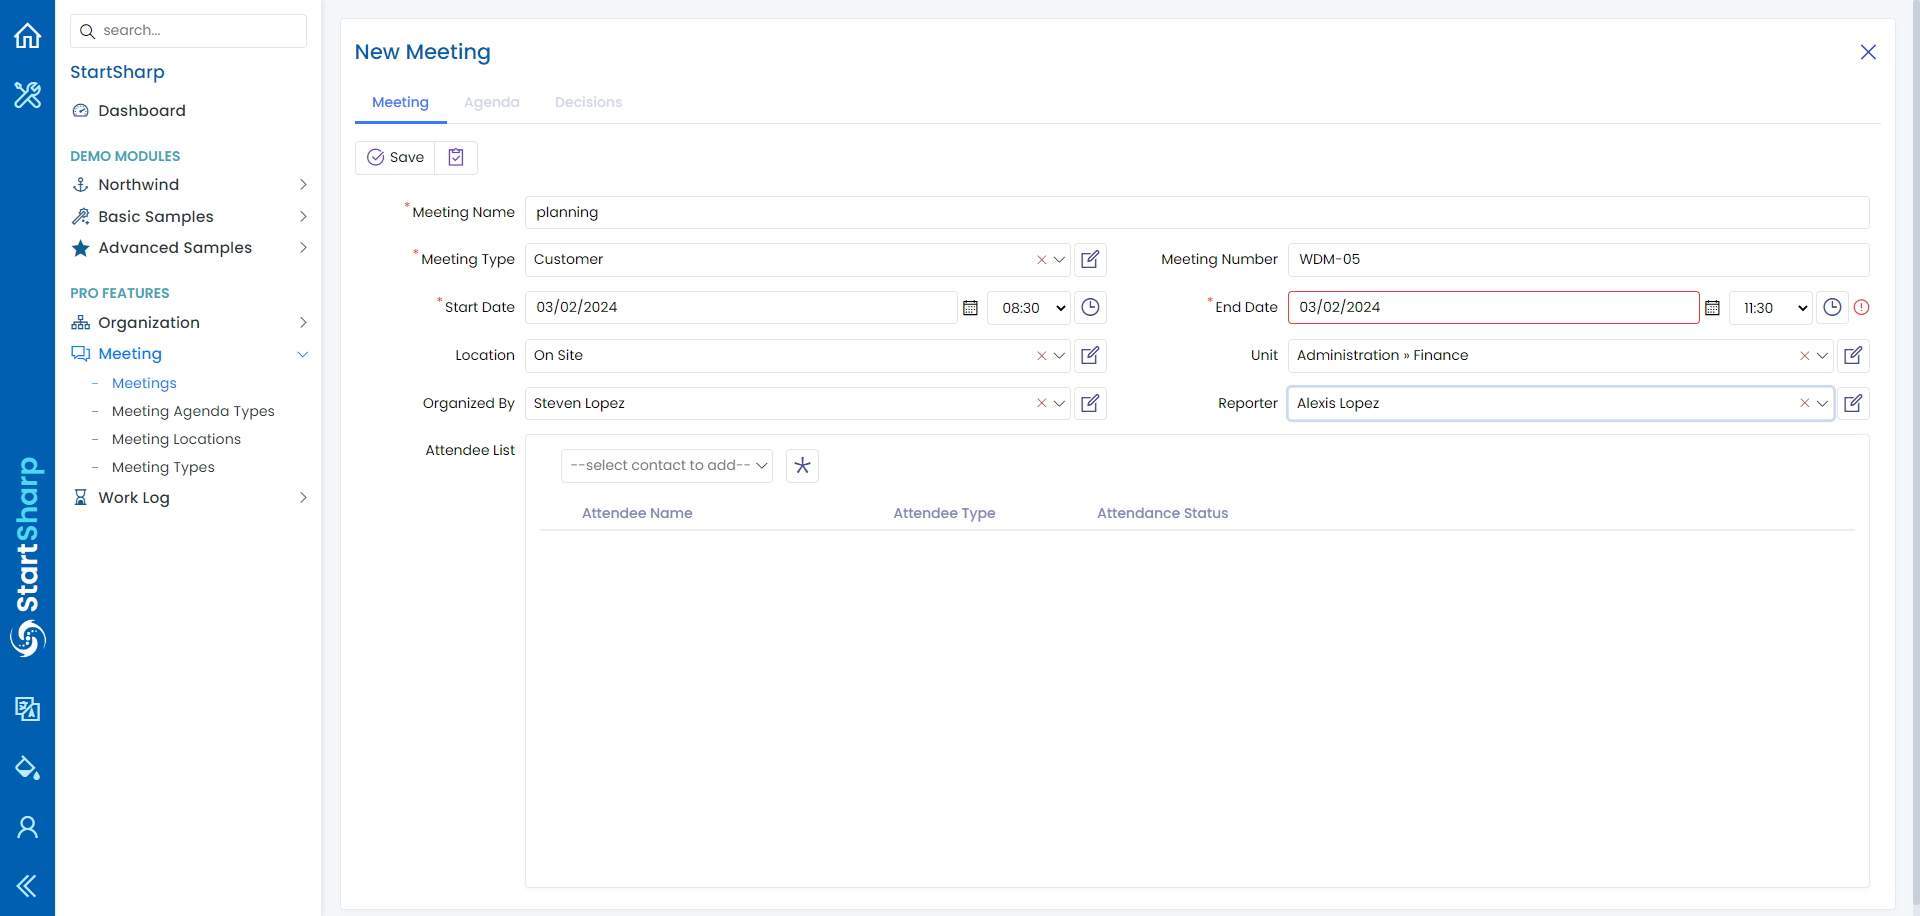 search...
StartSharp
Dashboard
DEMO MODULES
Northwind
Basic Samples
Advanced Samples
PRO FEATURES
Organization
Meeting
- Meetings
- Meeting Agenda Types
- Meeting Locations
- Meeting Types
Work Log
StartSharp
New Meeting
Meeting Agenda Decisions
Save
* Meeting Name planning
* Meeting Type Customer Meeting Number WDM-05
* Start Date 03/02/2024 08:30 * End Date 03/02/2024 11:30
Location On Site Unit Administration » Finance
Organized By Steven Lopez Reporter Alexis Lopez
Attendee List --select contact to add--
Attendee Name Attendee Type Attendance Status